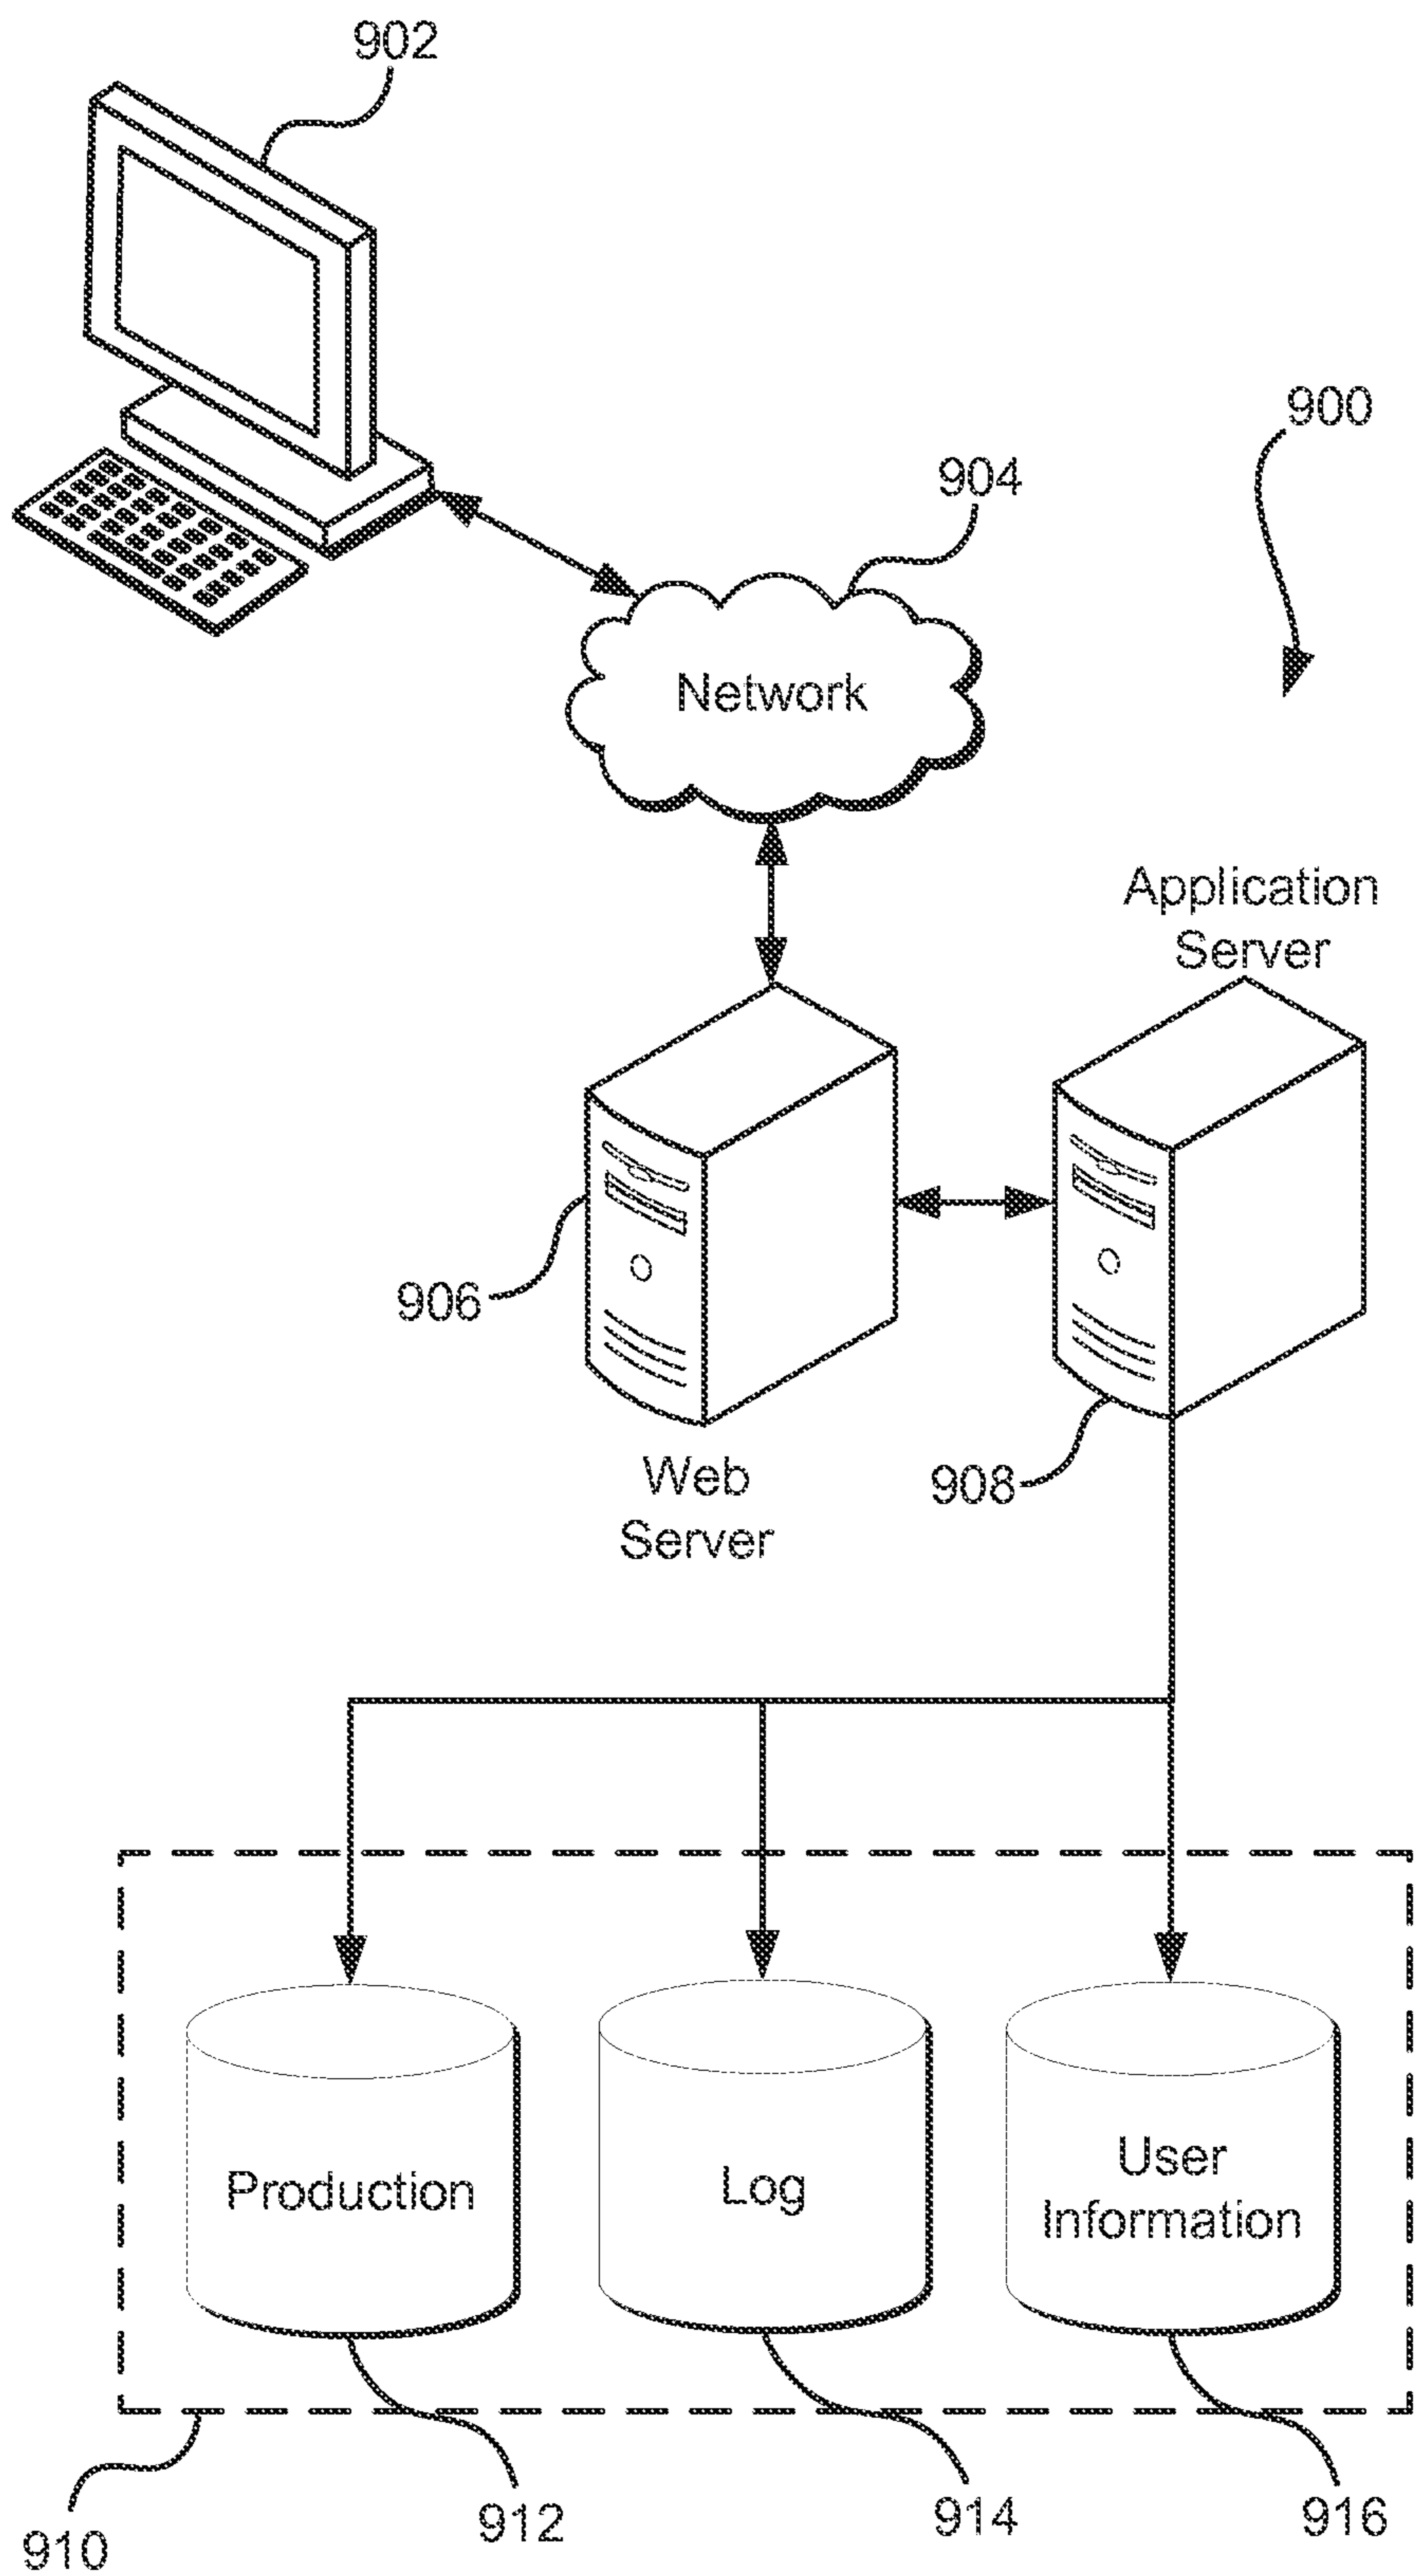 902
900
904
Network
Application
Server
906
Web
Server
908
Production
Log
User
Information
910
912
914
916